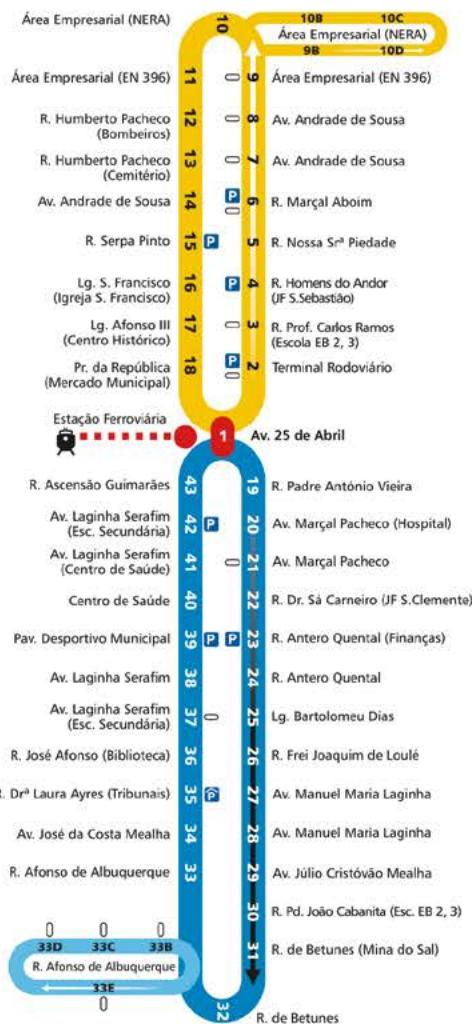 Área Empresarial (NERA)
10
10B 10C
Área Empresarial (NERA)
9B 10D
Área Empresarial (EN 396)
11
9
Área Empresarial (EN 396)
R. Humberto Pacheco
(Bombeiros)
12
8
Av. Andrade de Sousa
R. Humberto Pacheco
(Cemitério)
13
7
Av. Andrade de Sousa
Av. Andrade de Sousa
14
P
6
R. Marçal Aboim
R. Serpa Pinto
15
P
5
R. Nossa Srª Piedade
Lg. S. Francisco
(Igreja S. Francisco)
16
P
4
R. Homens do Andor
(JF S.Sebastião)
Lg. Afonso III
(Centro Histórico)
17
3
R. Prof. Carlos Ramos
(Escola EB 2, 3)
Pr. da República
(Mercado Municipal)
18
P
2
Terminal Rodoviário
Estação Ferroviária
1
Av. 25 de Abril
R. Ascensão Guimarães
43
19
R. Padre António Vieira
Av. Laginha Serafim
(Esc. Secundária)
42
P
20
Av. Marçal Pacheco (Hospital)
Av. Laginha Serafim
(Centro de Saúde)
41
21
Av. Marçal Pacheco
Centro de Saúde
40
22
R. Dr. Sá Carneiro (JF S.Clemente)
Pav. Desportivo Municipal
39
P P
23
R. Antero Quental (Finanças)
Av. Laginha Serafim
38
24
R. Antero Quental
Av. Laginha Serafim
(Esc. Secundária)
37
25
Lg. Bartolomeu Dias
R. José Afonso (Biblioteca)
36
26
R. Frei Joaquim de Loulé
R. Drª Laura Ayres (Tribunais)
35
P
27
Av. Manuel Maria Laginha
Av. José da Costa Mealha
34
28
Av. Manuel Maria Laginha
R. Afonso de Albuquerque
33
29
Av. Júlio Cristóvão Mealha
30
R. Pd. João Cabanita (Esc. EB 2, 3)
33D 33C 33B
R. Afonso de Albuquerque
33E
31
R. de Betunes (Mina do Sal)
32
R. de Betunes